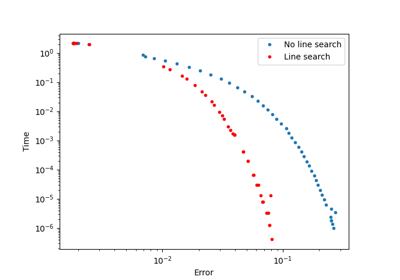 No line search
Line search
10⁰
10⁻¹
10⁻²
10⁻³
10⁻⁴
10⁻⁵
10⁻⁶
Time
10⁻²
10⁻¹
Error